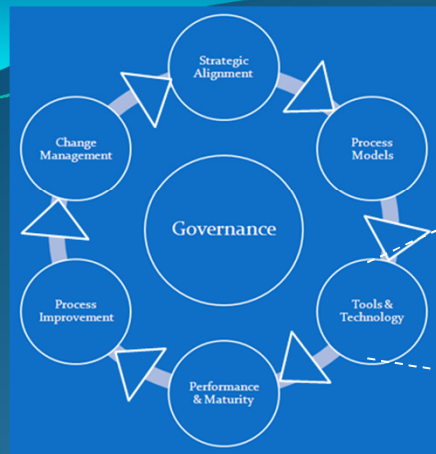 Strategic
Alignment
Process
Models
Tools &
Technology
Performance
& Maturity
Process
Improvement
Change
Management
Governance